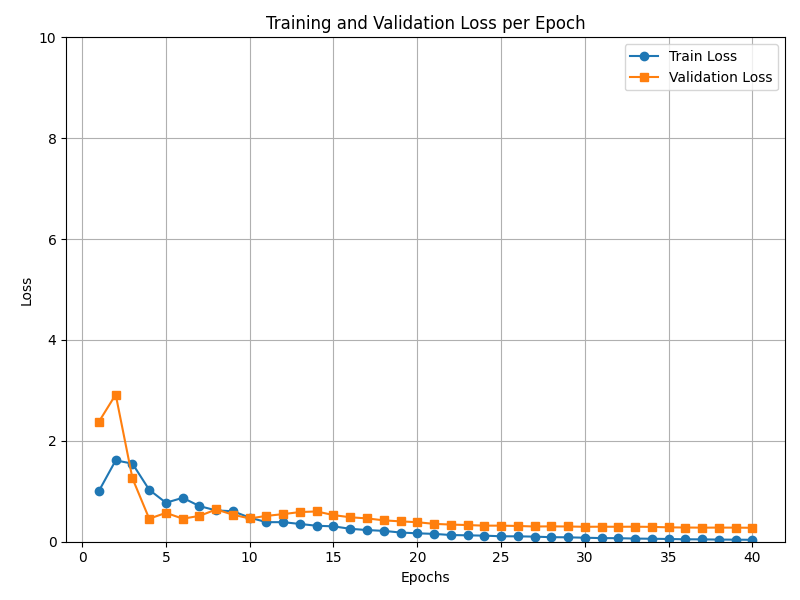 Training and Validation Loss per Epoch
Train Loss
Validation Loss
Loss
10
8
6
4
2
0
0 5 10 15 20 25 30 35 40
Epochs